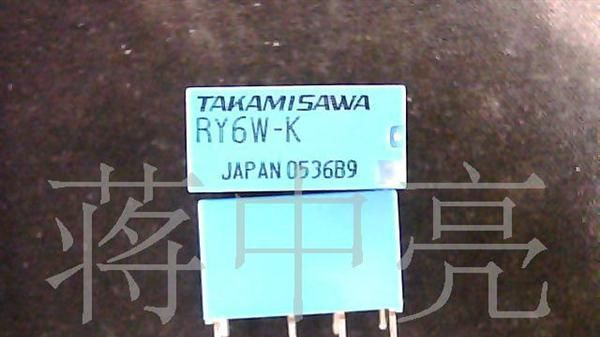 TAKAMISAWA
RY6W-K
JAPAN 0536B9
蒋中亮